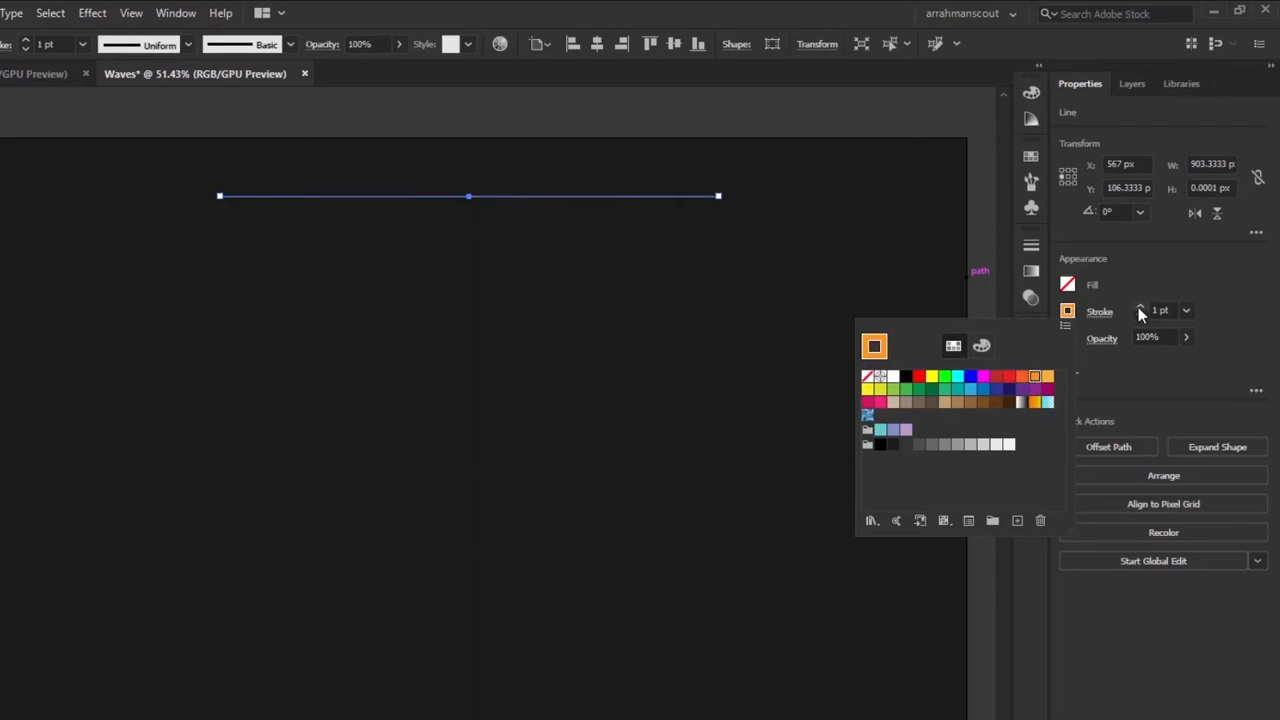 Type Select Effect View Window Help arrahmanscout Search Adobe Stock
ke: 1 pt Uniform Basic Opacity: 100% Style: Shape: Transform
/GPU Preview) × Waves* @ 51.43% (RGB/GPU Preview) ×
Properties Layers Libraries
Line
Transform
X: 567 px W: 903.3333 p
Y: 106.3333 p H: 0.0001 px
0°
Appearance
path
Fill
Stroke 1 pt
Opacity 100%
ck Actions
Offset Path Expand Shape
Arrange
Align to Pixel Grid
Recolor
Start Global Edit